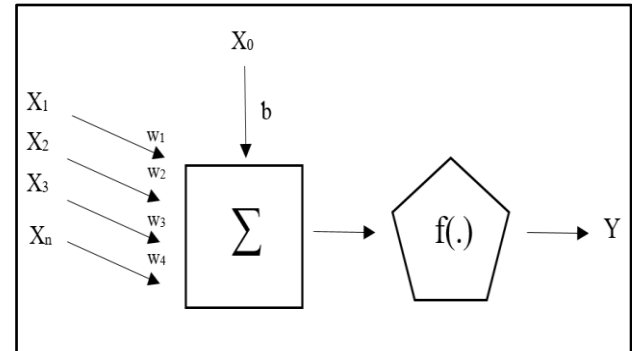 X₀
b
X₁
w₁
X₂
w₂
X₃
w₃
Xₙ
w₄
∑
f(.)
Y